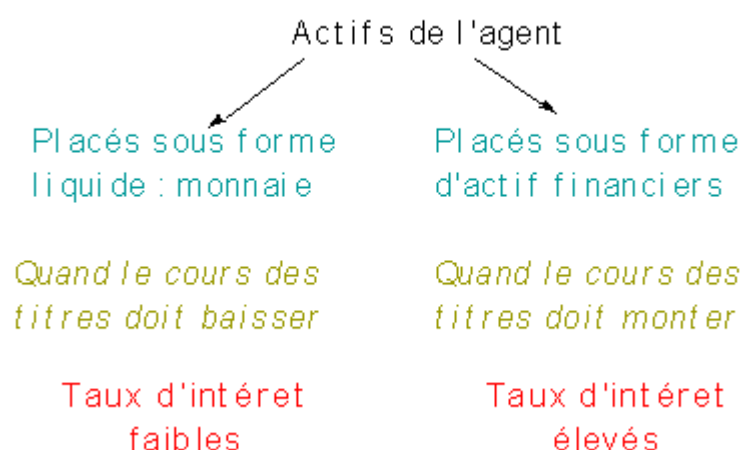 Actifs de l'agent
Placés sous forme
liquide : monnaie
Placés sous forme
d'actif financiers
Quand le cours des
titres doit baisser
Quand le cours des
titres doit monter
Taux d'intéret
faibles
Taux d'intéret
élevés